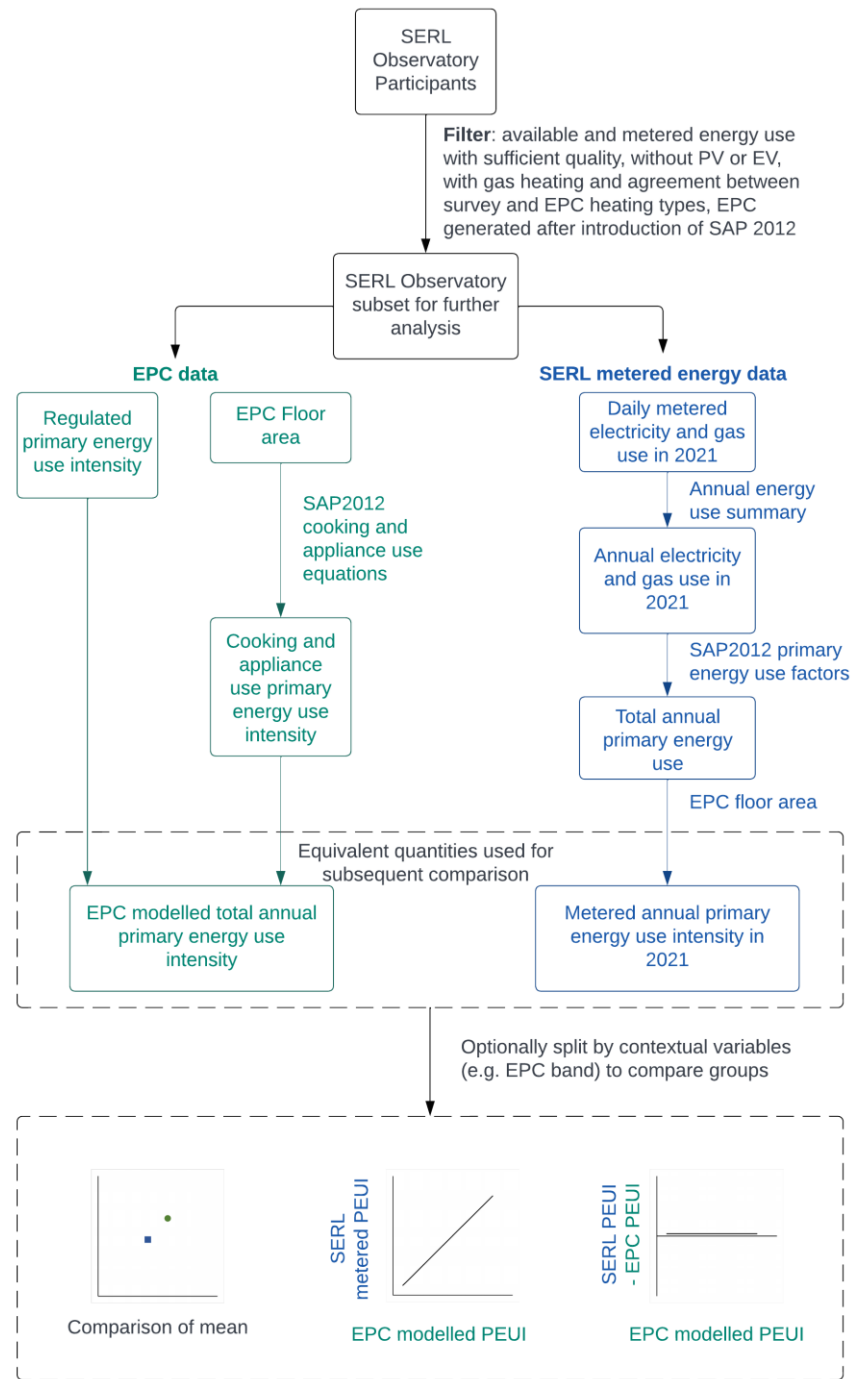 SERL
Observatory
Participants
Filter: available and metered energy use
with sufficient quality, without PV or EV,
with gas heating and agreement between
survey and EPC heating types, EPC
generated after introduction of SAP 2012
SERL Observatory
subset for further
analysis
EPC data
Regulated
primary energy
use intensity
EPC Floor
area
SAP2012
cooking and
appliance use
equations
Cooking and
appliance
use primary
energy use
intensity
SERL metered energy data
Daily metered
electricity and gas
use in 2021
Annual energy
use summary
Annual electricity
and gas use in
2021
SAP2012 primary
energy use factors
Total annual
primary energy
use
EPC floor area
Equivalent quantities used for
subsequent comparison
EPC modelled total annual
primary energy use
intensity
Metered annual primary
energy use intensity in
2021
Optionally split by contextual variables
(e.g. EPC band) to compare groups
Comparison of mean
SERL
metered PEUI
EPC modelled PEUI
SERL PEUI
- EPC PEUI
EPC modelled PEUI